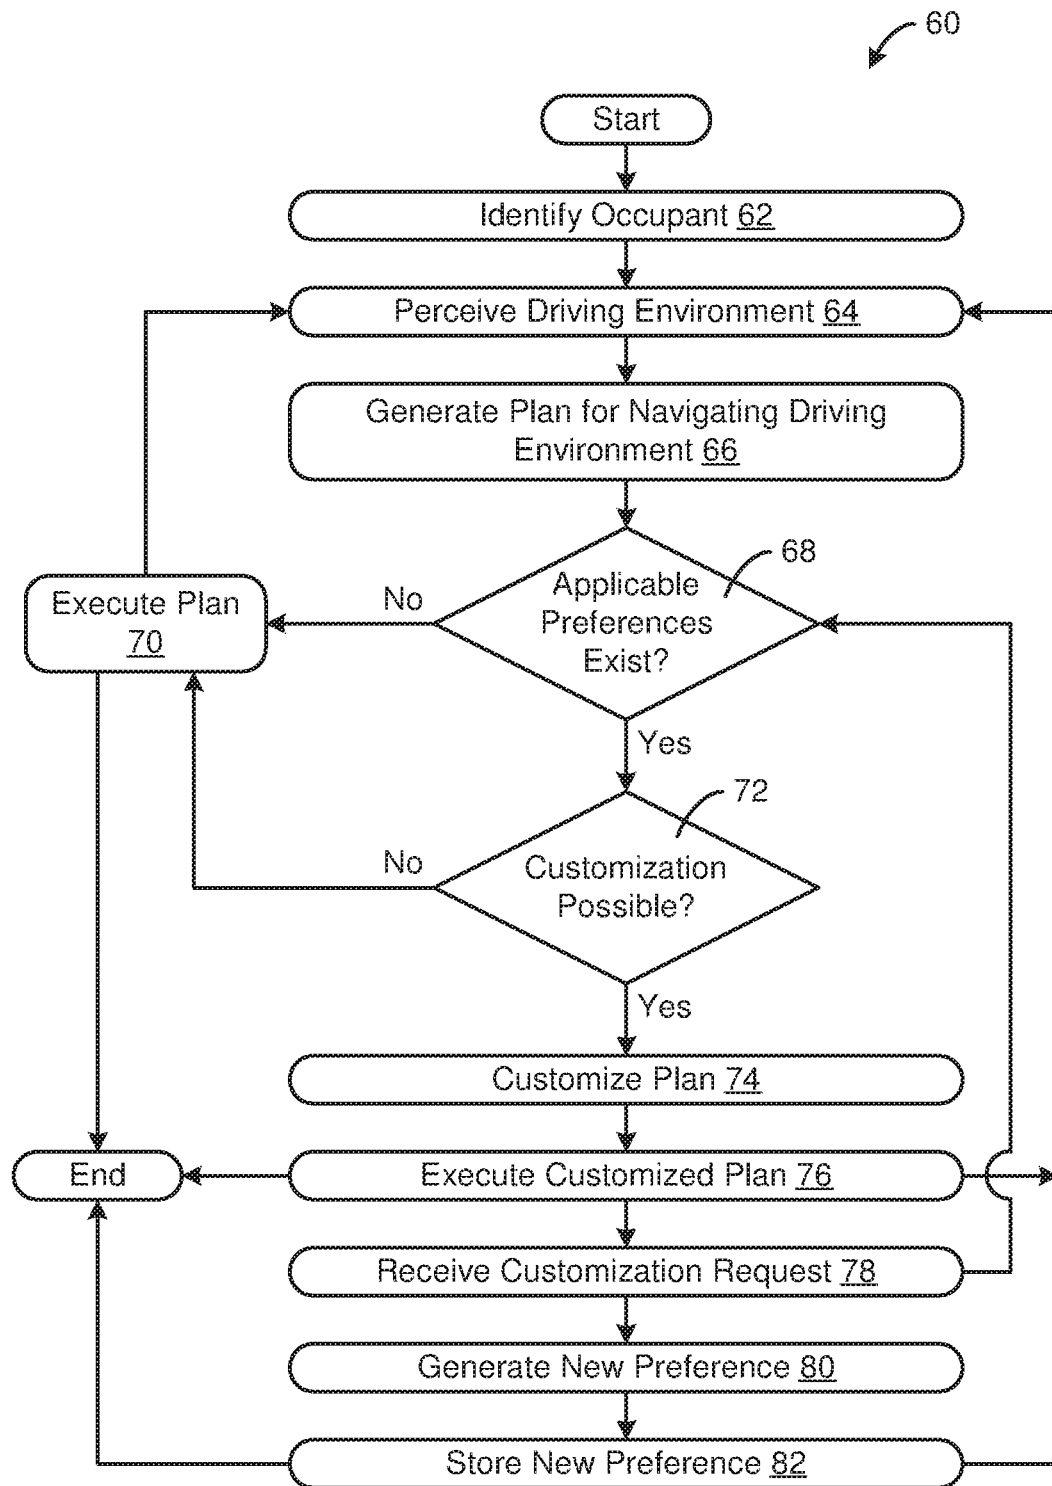 60
Start
Identify Occupant 62
Perceive Driving Environment 64
Generate Plan for Navigating Driving
Environment 66
68
Applicable
Preferences
Exist?
No
Execute Plan
70
Yes
72
Customization
Possible?
No
Yes
Customize Plan 74
Execute Customized Plan 76
End
Receive Customization Request 78
Generate New Preference 80
Store New Preference 82